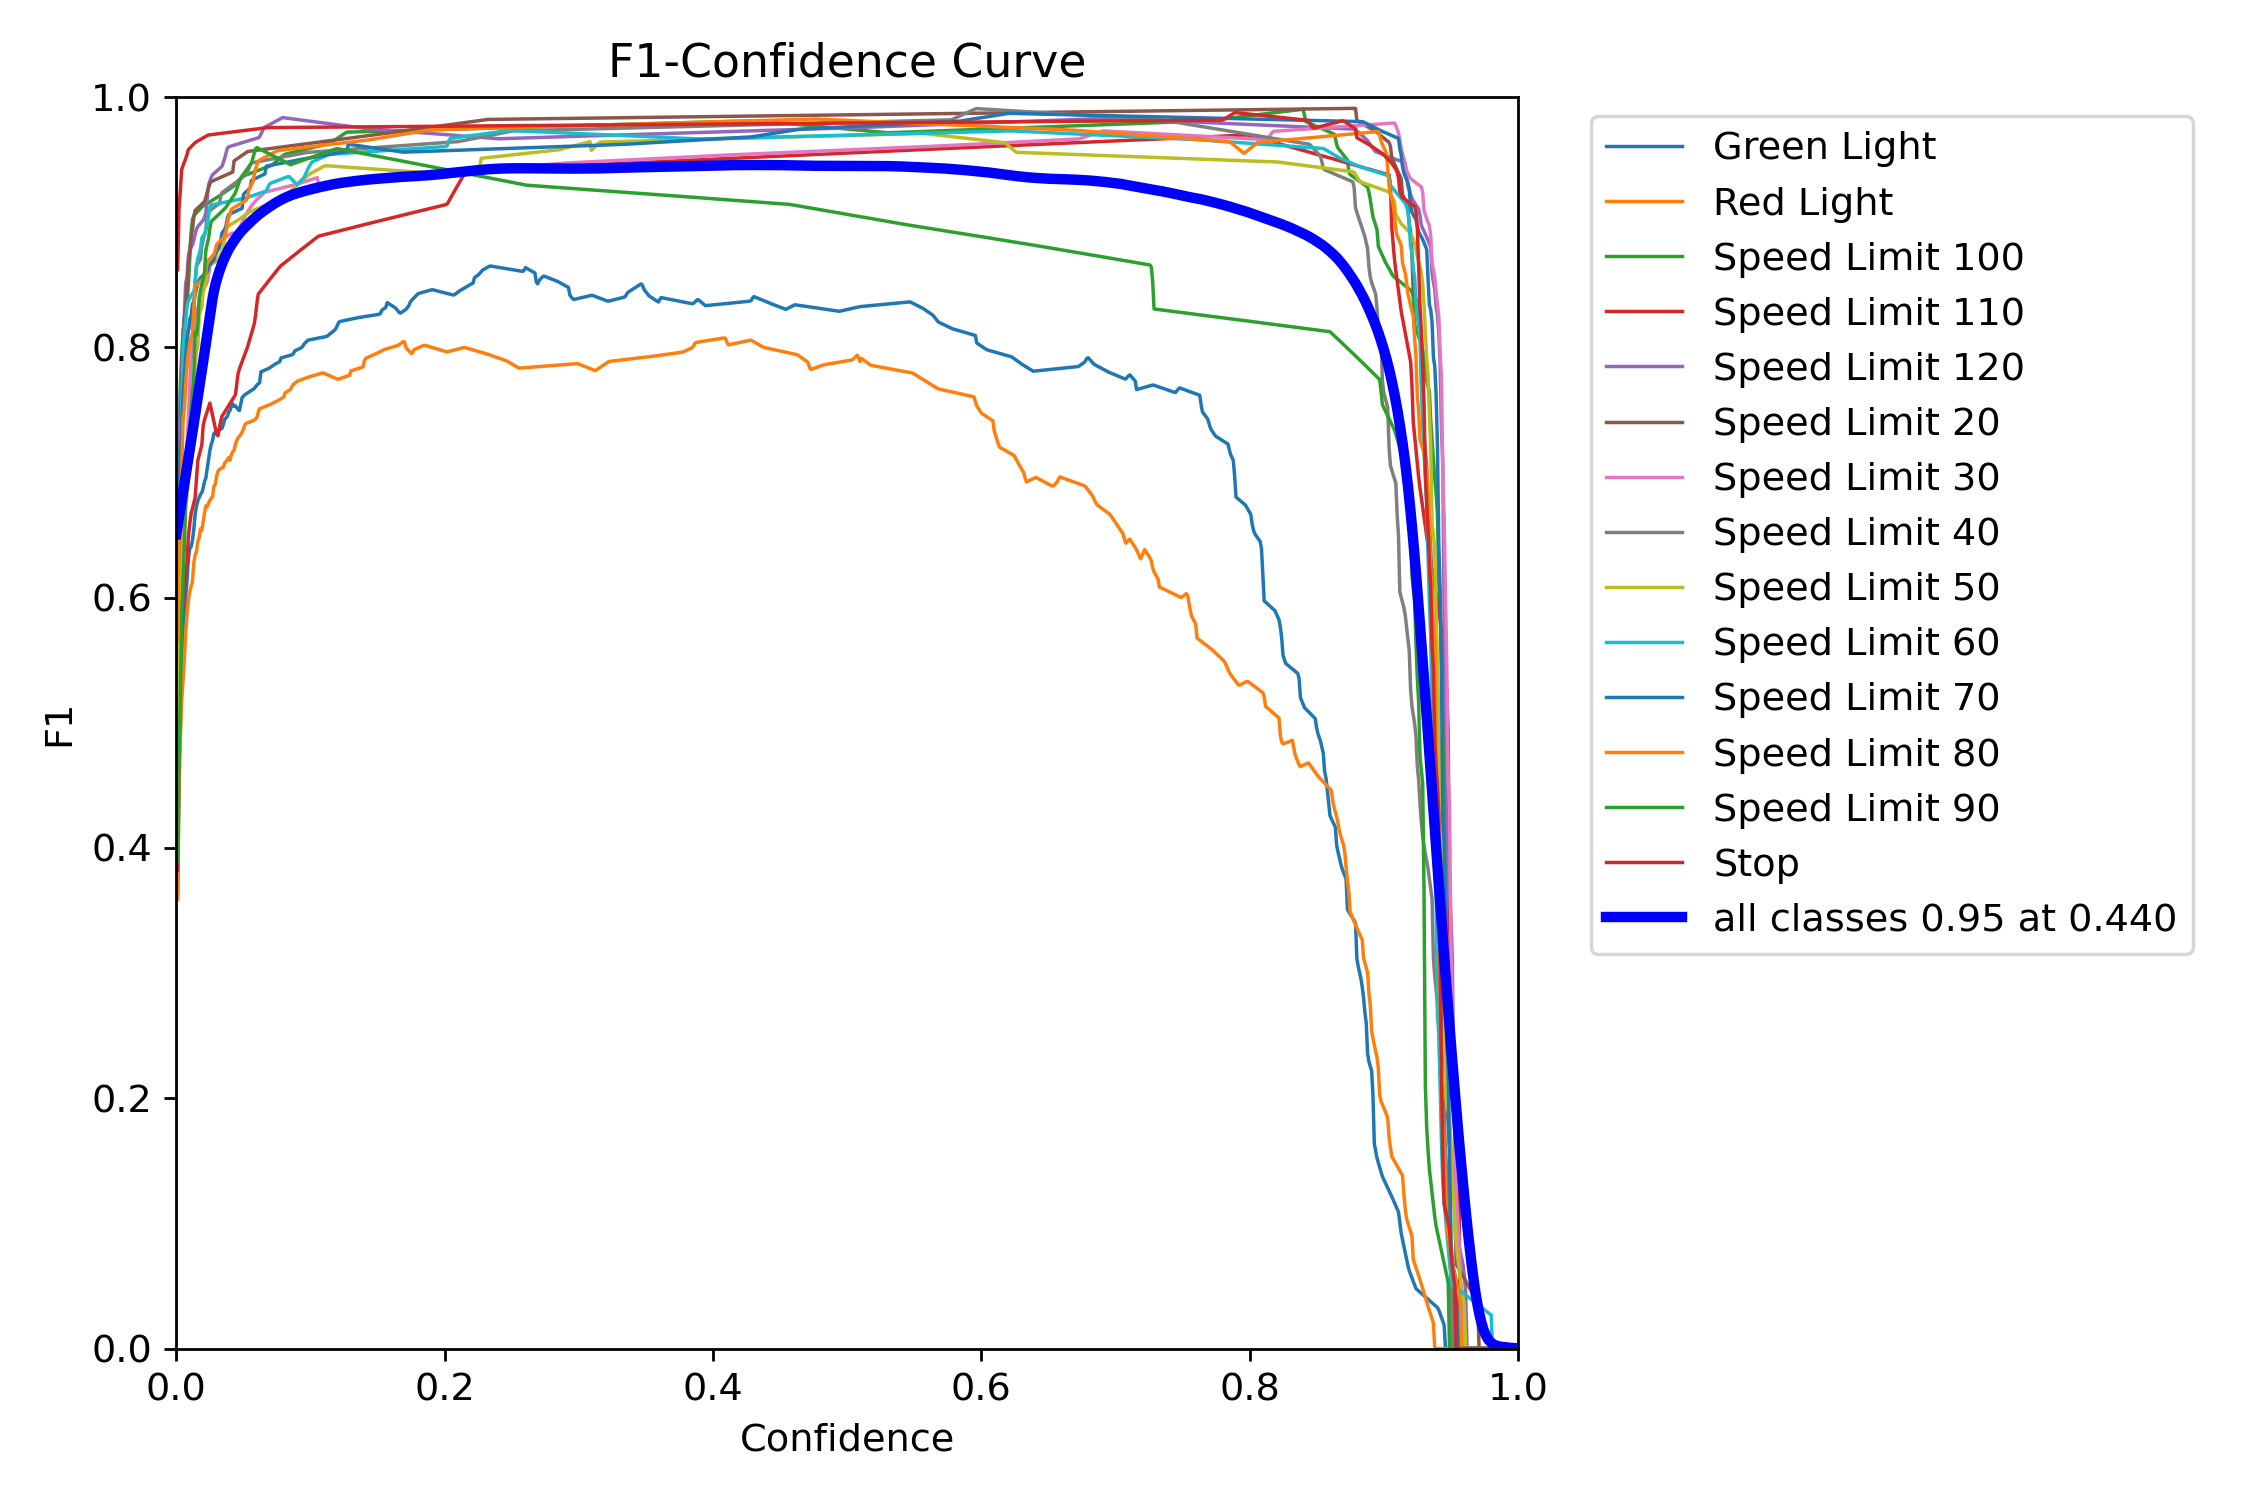 F1-Confidence Curve
1.0
0.8
0.6
0.4
0.2
0.0
F1
0.0 0.2 0.4 0.6 0.8 1.0
Confidence
Green Light
Red Light
Speed Limit 100
Speed Limit 110
Speed Limit 120
Speed Limit 20
Speed Limit 30
Speed Limit 40
Speed Limit 50
Speed Limit 60
Speed Limit 70
Speed Limit 80
Speed Limit 90
Stop
all classes 0.95 at 0.440